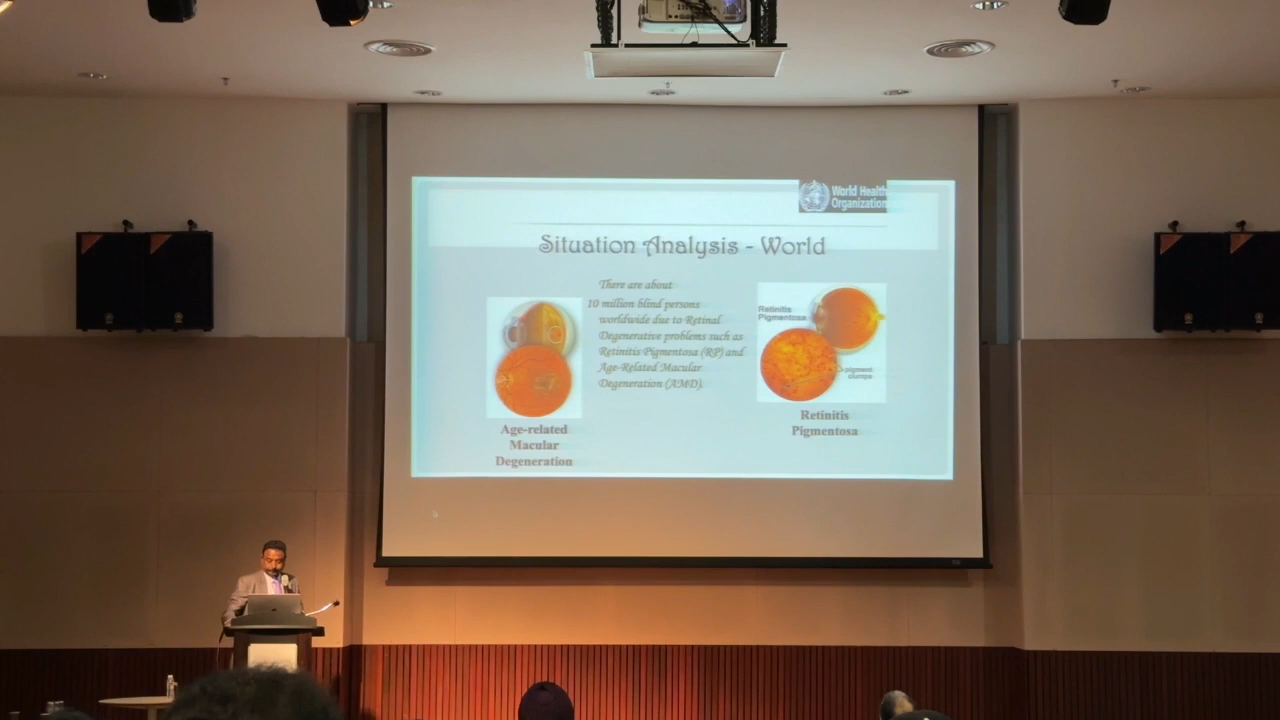 World Health
Organization
Situation Analysis - World
There are about
10 million blind persons
worldwide due to Retinal
Degenerative problems such as
Retinitis Pigmentosa (RP) and
Age-Related Macular
Degeneration (AMD).
Age-related
Macular
Degeneration
Retinitis
Pigmentosa
pigment
clumps
Retinitis
Pigmentosa